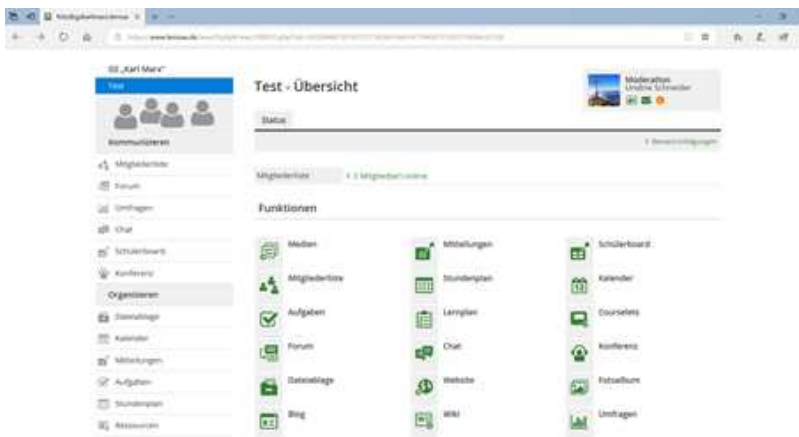 GS „Karl Marx"
Test
Kommunizieren
Mitgliederliste
Forum
Umfragen
Chat
Schülerboard
Konferenz
Organisieren
Dateiablage
Kalender
Mitteilungen
Aufgaben
Stundenplan
Ressourcen
Test - Übersicht
Moderation
Undine Schneider
Status
Benachrichtigungen
Mitgliederliste
Funktionen
Medien
Mitteilungen
Schülerboard
Mitgliederliste
Stundenplan
Kalender
Aufgaben
Lernplan
Courselets
Forum
Chat
Konferenz
Dateiablage
Website
Fotoalbum
Blog
Wiki
Umfragen